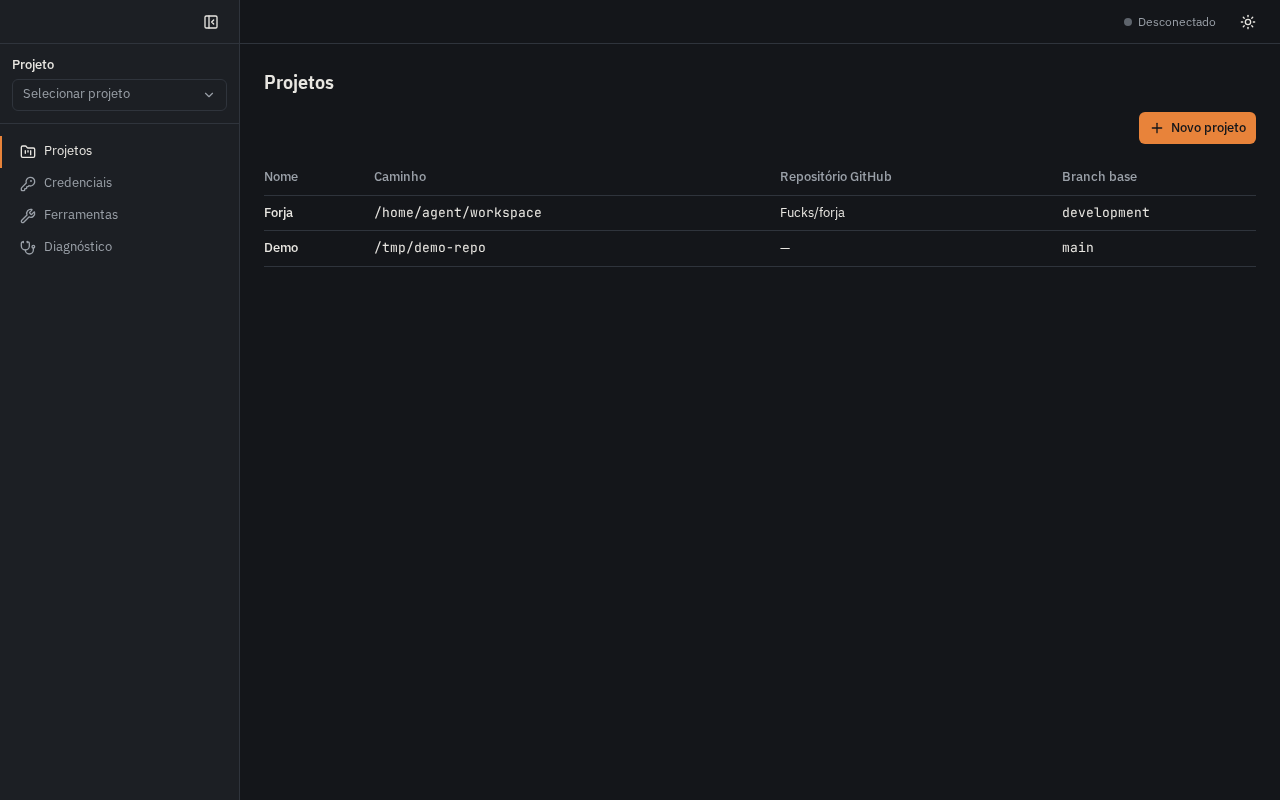 Desconectado
Projeto
Selecionar projeto
Projetos
Credenciais
Ferramentas
Diagnóstico
Projetos
Novo projeto
Nome Caminho Repositório GitHub Branch base
Forja /home/agent/workspace Fucks/forja development
Demo /tmp/demo-repo — main